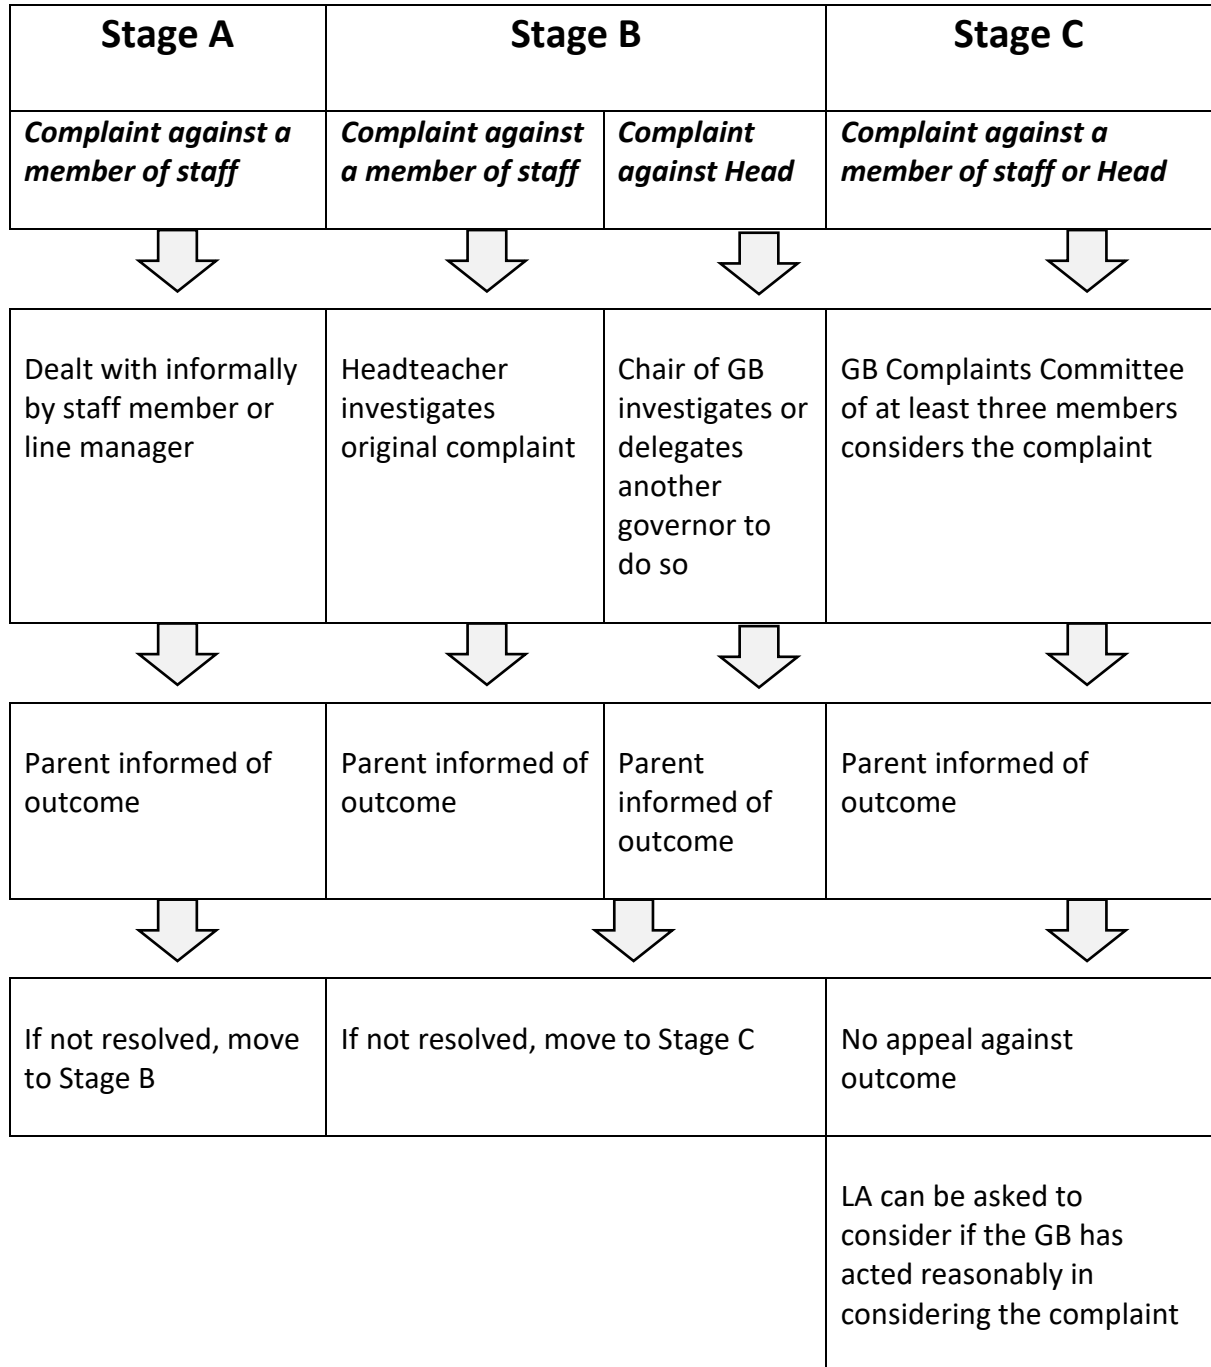 Stage A
Stage B
Stage C
Complaint against a
member of staff
Complaint against
a member of staff
Complaint
against Head
Complaint against a
member of staff or Head
Dealt with informally
by staff member or
line manager
Headteacher
investigates
original complaint
Chair of GB
investigates or
delegates
another
governor to
do so
GB Complaints Committee
of at least three members
considers the complaint
Parent informed of
outcome
Parent informed of
outcome
Parent
informed of
outcome
Parent informed of
outcome
If not resolved, move
to Stage B
If not resolved, move to Stage C
No appeal against
outcome
LA can be asked to
consider if the GB has
acted reasonably in
considering the complaint